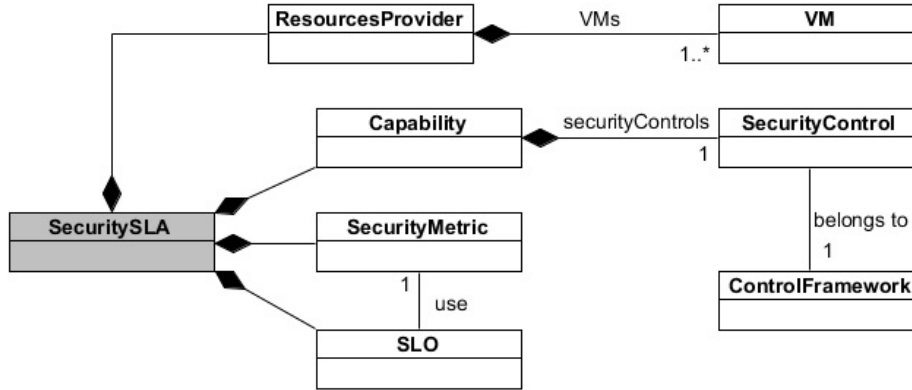 ResourcesProvider
VMs
VM
1..*
Capability
securityControls
SecurityControl
1
SecuritySLA
SecurityMetric
belongs to
1
1
use
ControlFramework
SLO